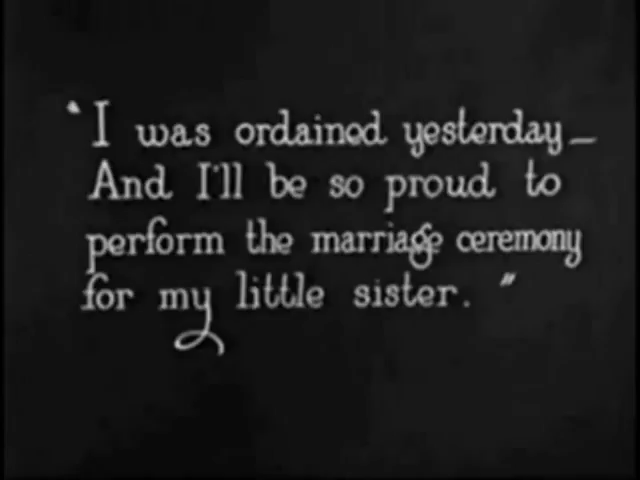 "I was ordained yesterday—
And I'll be so proud to
perform the marriage ceremony
for my little sister."